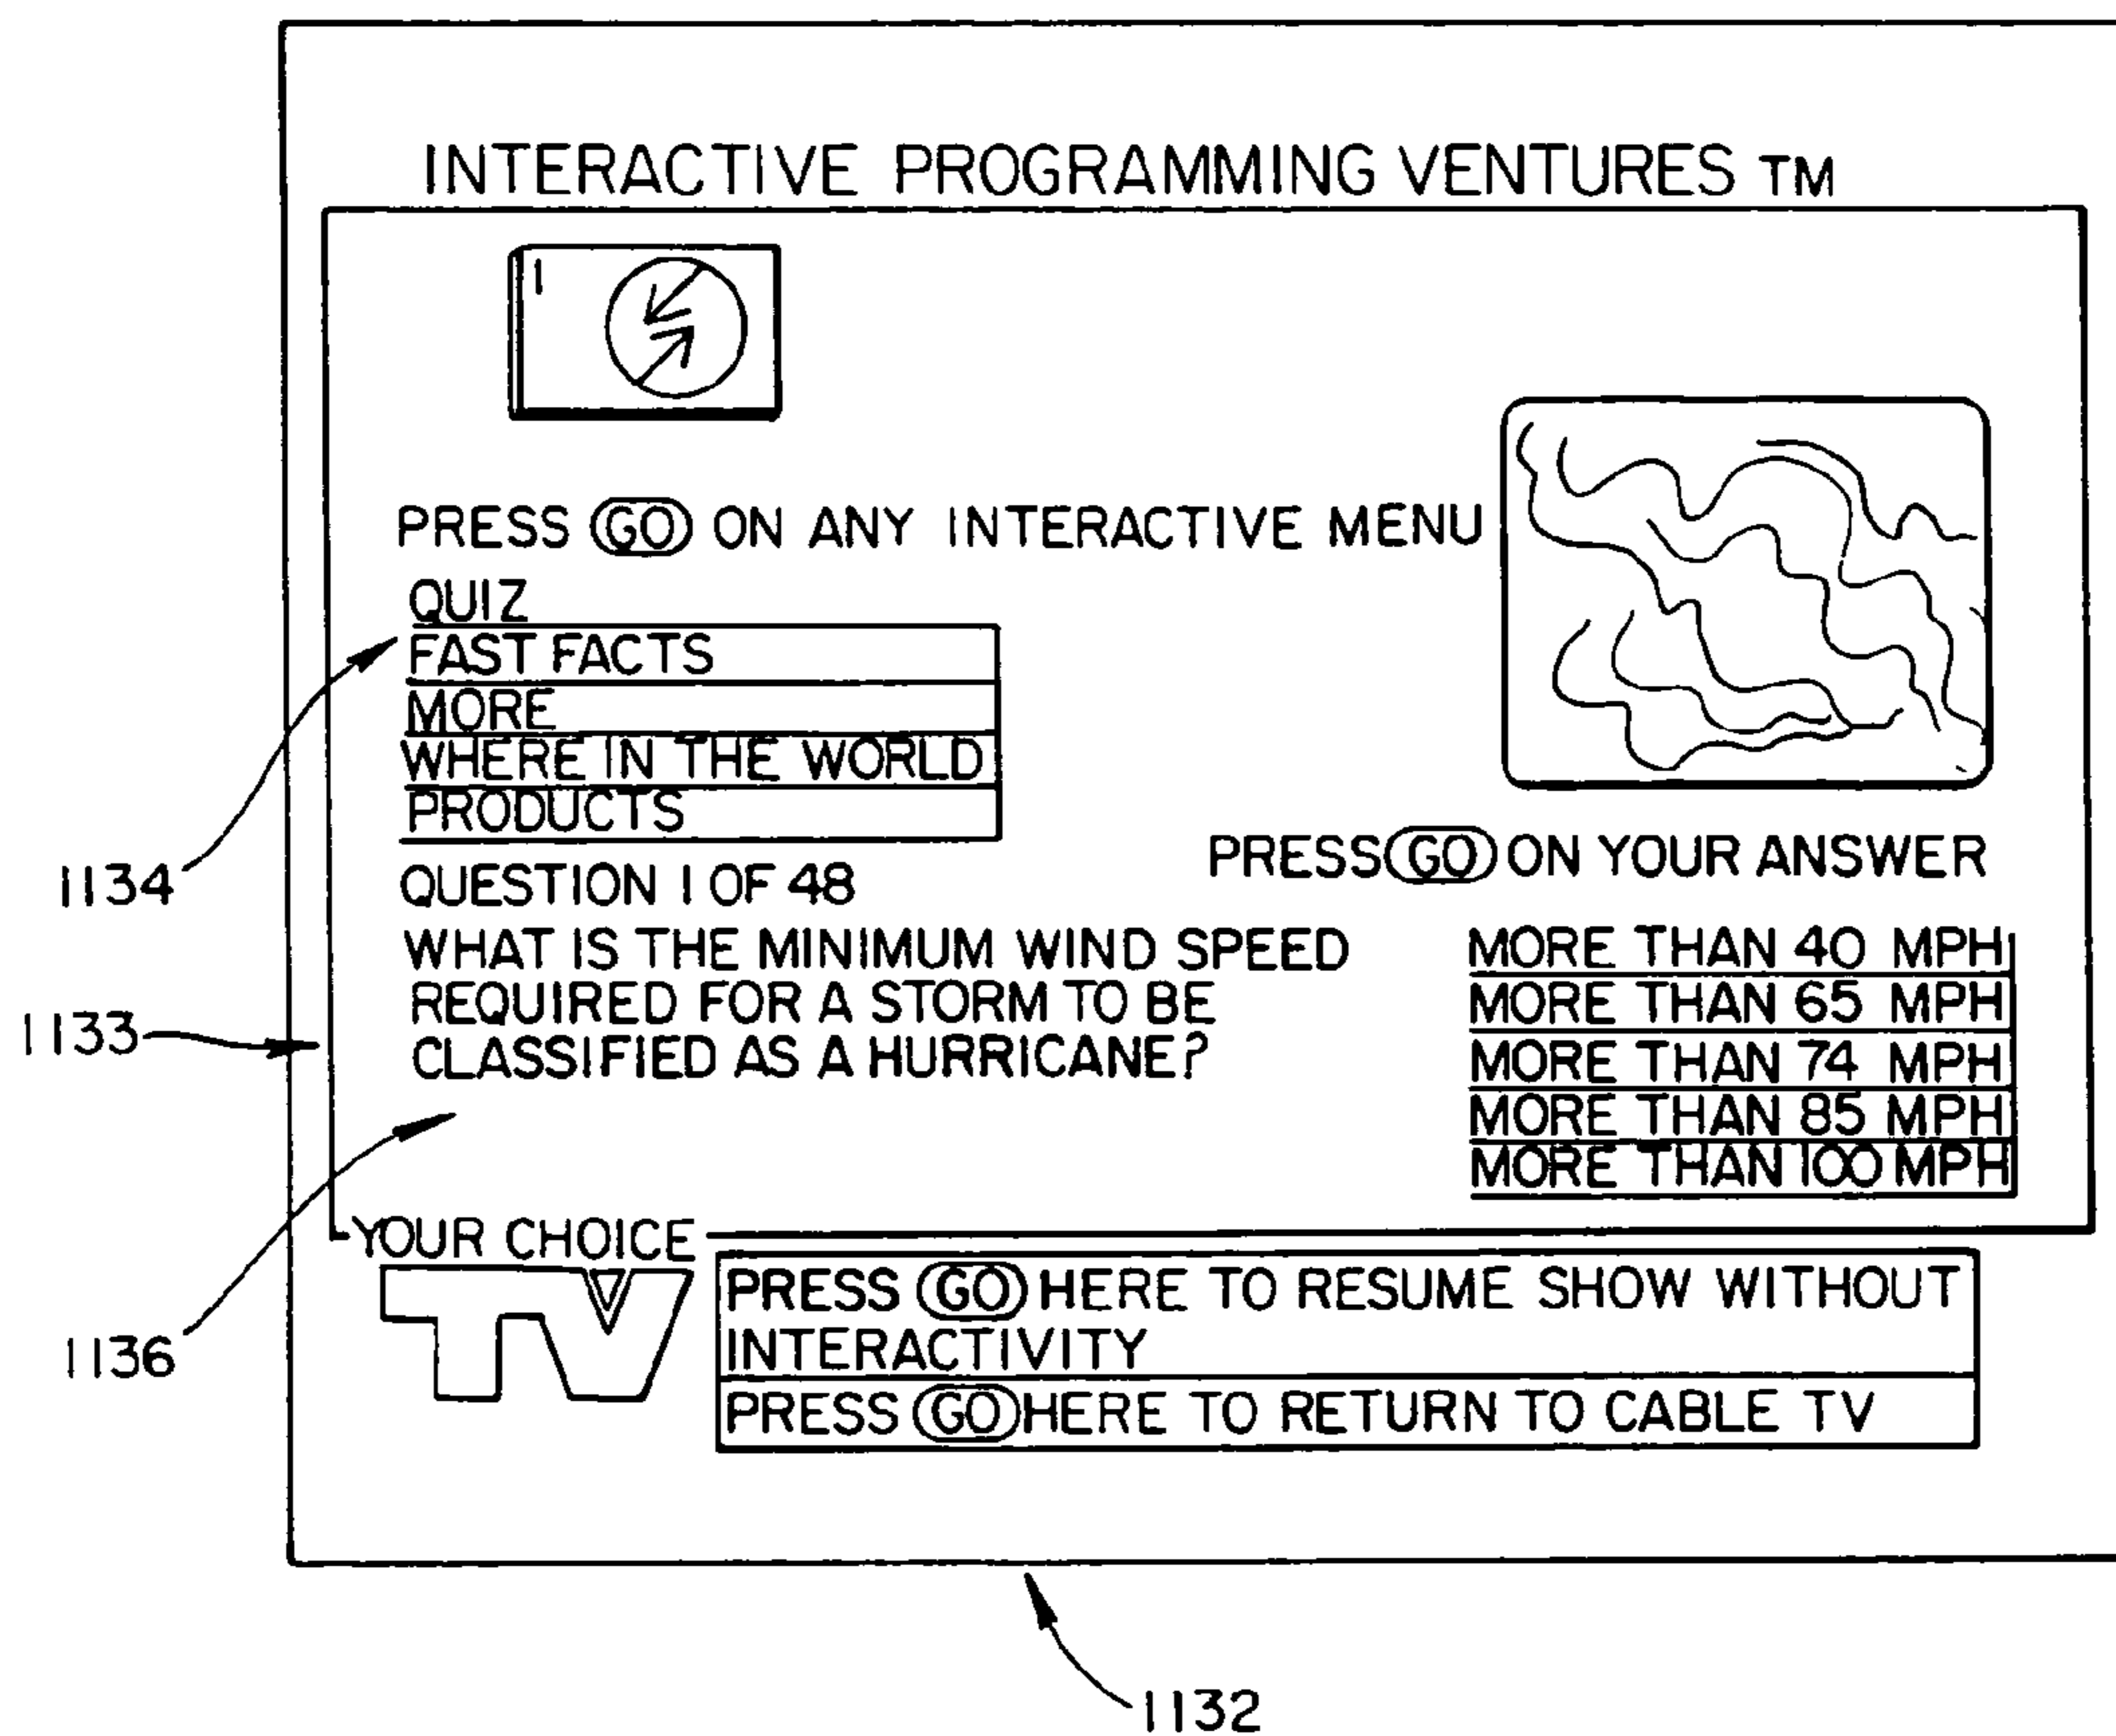 INTERACTIVE PROGRAMMING VENTURES TM
1
PRESS GO ON ANY INTERACTIVE MENU
QUIZ
FAST FACTS
MORE
WHERE IN THE WORLD
PRODUCTS
1134
PRESS GO ON YOUR ANSWER
QUESTION 1 OF 48
WHAT IS THE MINIMUM WIND SPEED
REQUIRED FOR A STORM TO BE
CLASSIFIED AS A HURRICANE?
MORE THAN 40 MPH
MORE THAN 65 MPH
MORE THAN 74 MPH
MORE THAN 85 MPH
MORE THAN 100 MPH
1133
1136
YOUR CHOICE
TV
PRESS GO HERE TO RESUME SHOW WITHOUT
INTERACTIVITY
PRESS GO HERE TO RETURN TO CABLE TV
1132